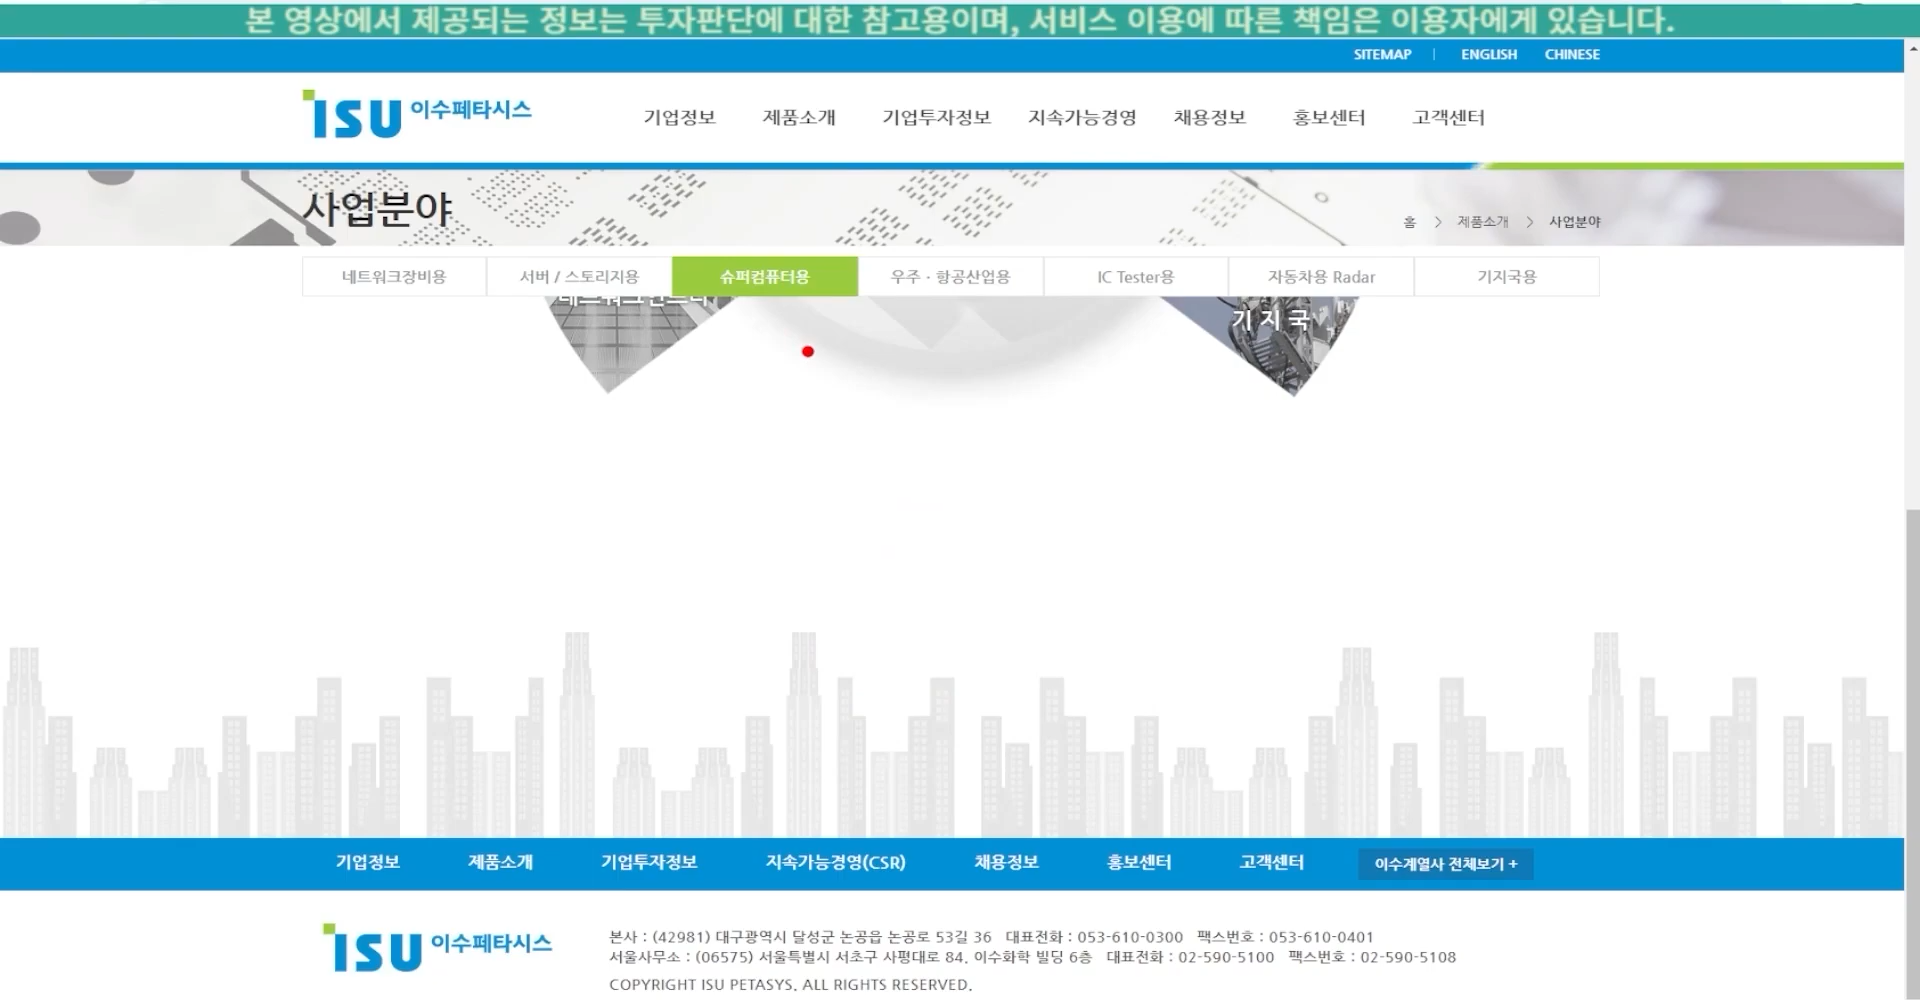 본 영상에서 제공되는 정보는 투자판단에 대한 참고용이며, 서비스 이용에 따른 책임은 이용자에게 있습니다.
SITEMAP | ENGLISH CHINESE
ISU 이수페타시스
기업정보 제품소개 기업투자정보 지속가능경영 채용정보 홍보센터 고객센터
사업분야
홈 > 제품소개 > 사업분야
네트워크장비용 서버 / 스토리지용 슈퍼컴퓨터용 우주 · 항공산업용 IC Tester용 자동차용 Radar 기지국용
기 지 국
기업정보 제품소개 기업투자정보 지속가능경영(CSR) 채용정보 홍보센터 고객센터 이수계열사 전체보기 +
ISU 이수페타시스
본사 : (42981) 대구광역시 달성군 논공읍 논공로 53길 36 대표전화 : 053-610-0300 팩스번호 : 053-610-0401
서울사무소 : (06575) 서울특별시 서초구 사평대로 84, 이수화학 빌딩 6층 대표전화 : 02-590-5100 팩스번호 : 02-590-5108
COPYRIGHT ISU PETASYS, ALL RIGHTS RESERVED.